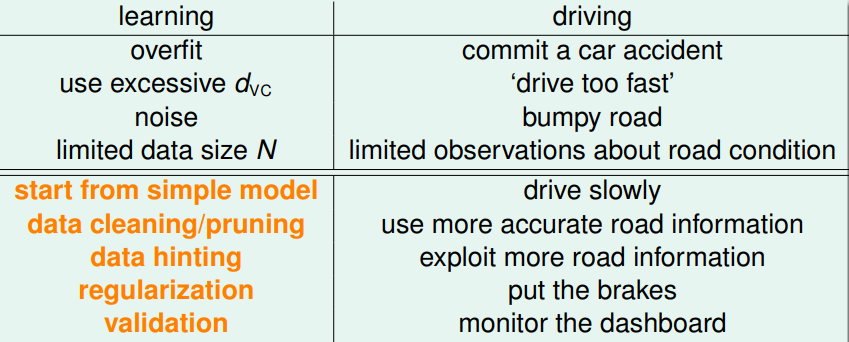 learning driving
overfit commit a car accident
use excessive dVC ‘drive too fast’
noise bumpy road
limited data size N limited observations about road condition
start from simple model drive slowly
data cleaning/pruning use more accurate road information
data hinting exploit more road information
regularization put the brakes
validation monitor the dashboard